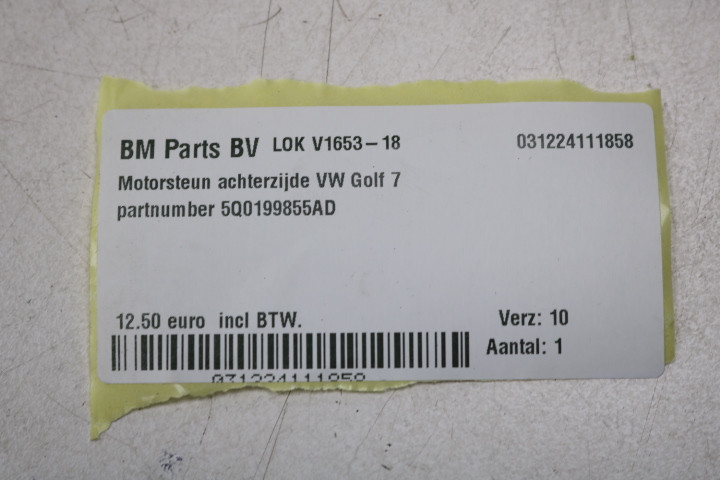 BM Parts BV LOK V1653-18 031224111858
Motorsteun achterzijde VW Golf 7
partnumber 5Q0199855AD
12.50 euro incl BTW. Verz: 10
Aantal: 1
031224111858